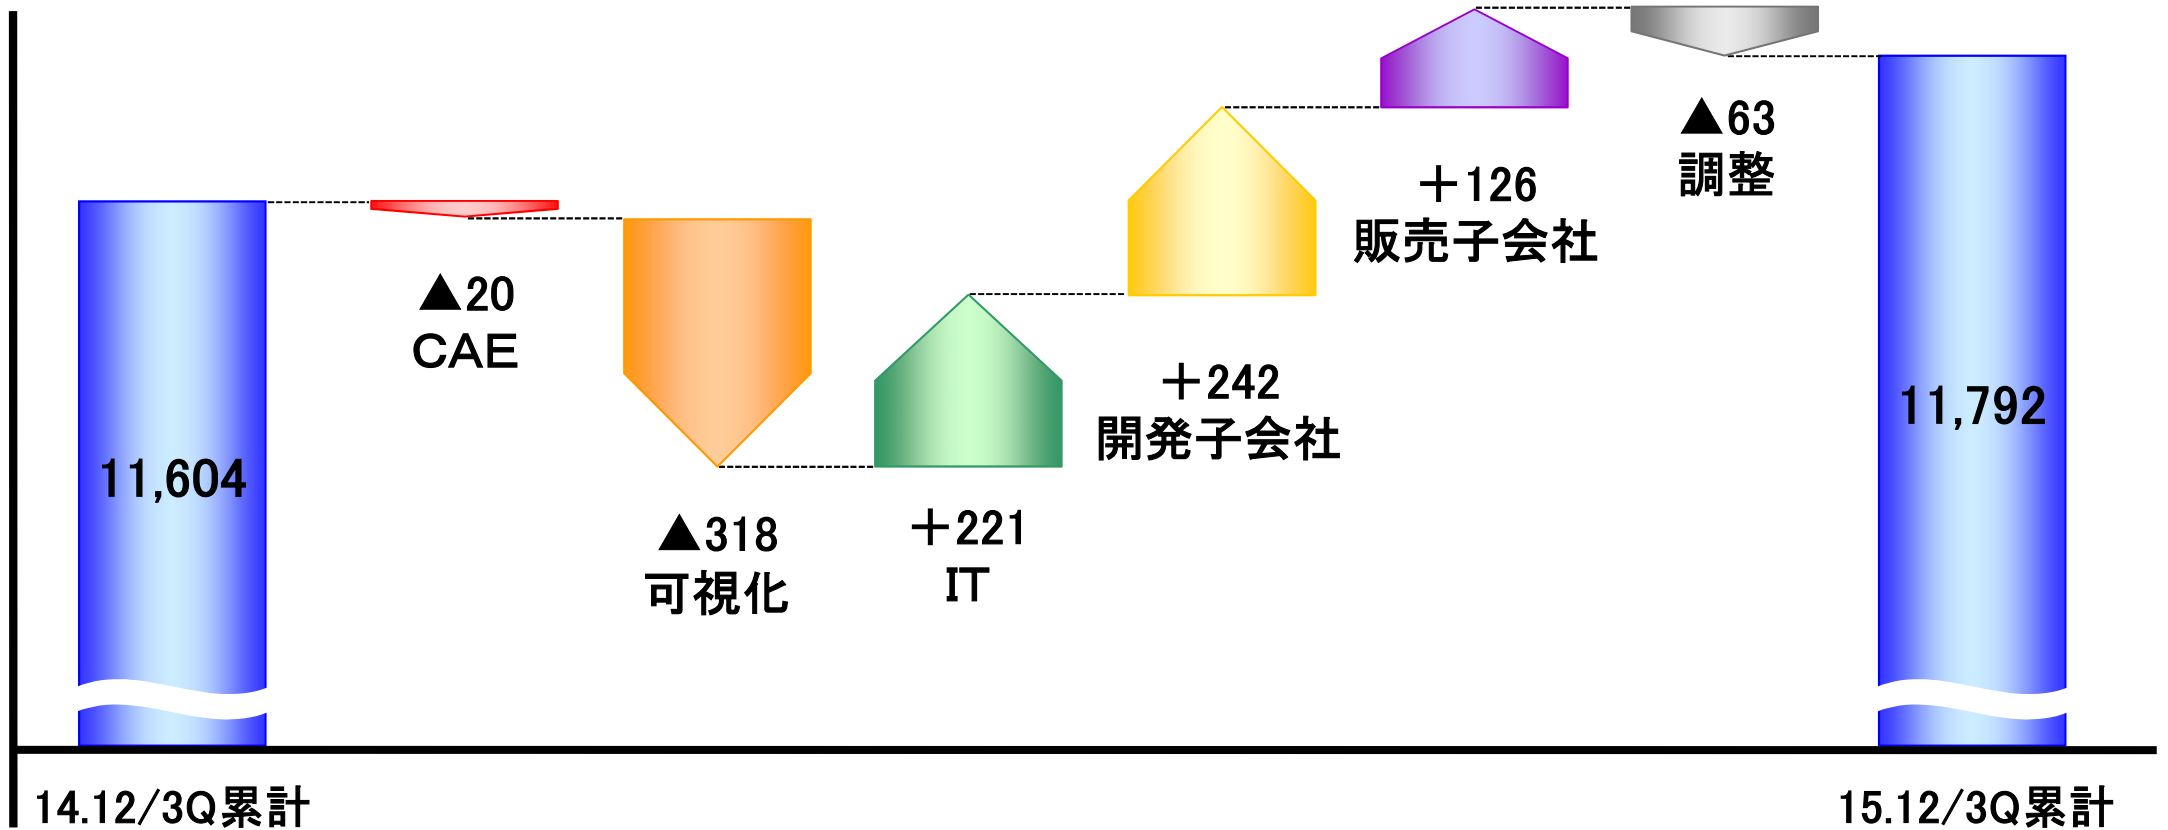 11,604
▲20
ＣＡＥ
▲318
可視化
＋221
IT
＋242
開発子会社
＋126
販売子会社
▲63
調整
11,792
14.12/3Q累計
15.12/3Q累計